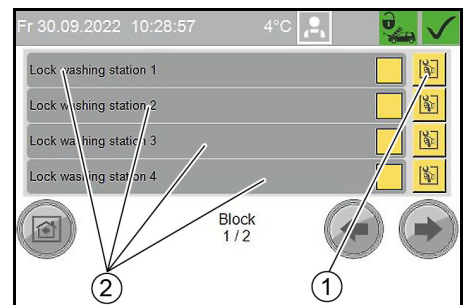 Fr 30.09.2022 10:28:57 4°C
Lock washing station 1
Lock washing station 2
Lock washing station 3
Lock washing station 4
Block
1 / 2
2
1